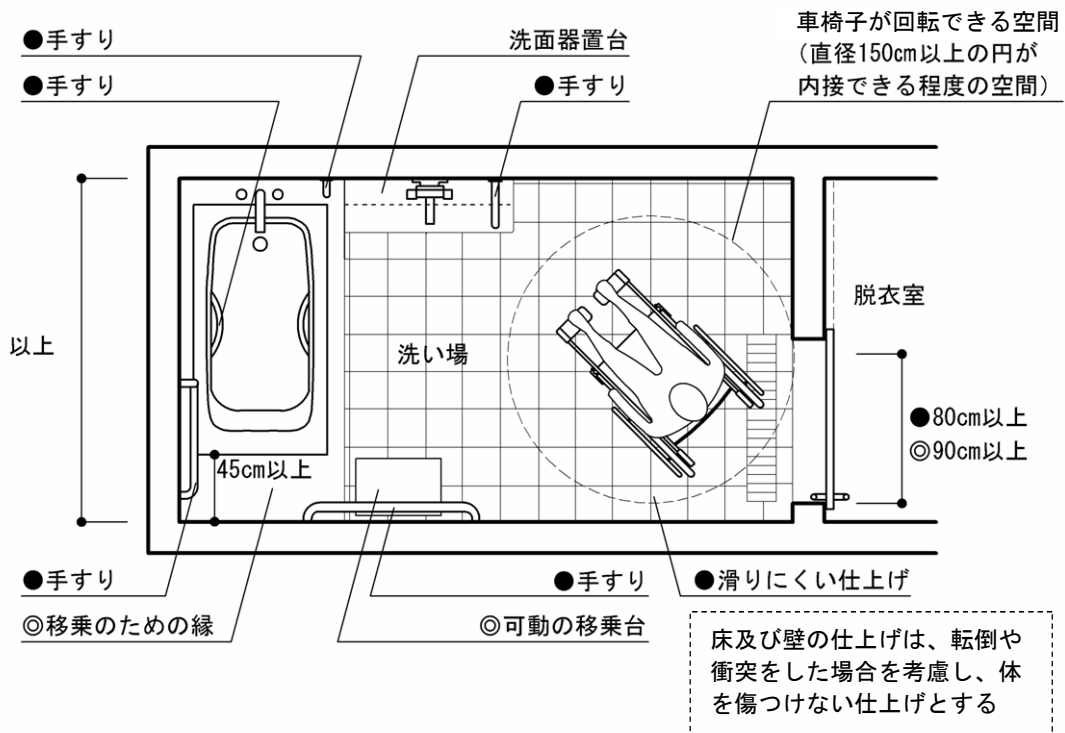 ●手すり
●手すり
洗面器置台
●手すり
車椅子が回転できる空間
(直径150cm以上の円が
内接できる程度の空間)
脱衣室
以上
洗い場
●80cm以上
◎90cm以上
45cm以上
●手すり
◎移乗のための縁
●手すり
◎可動の移乗台
●滑りにくい仕上げ
床及び壁の仕上げは、転倒や
衝突をした場合を考慮し、体
を傷つけない仕上げとする